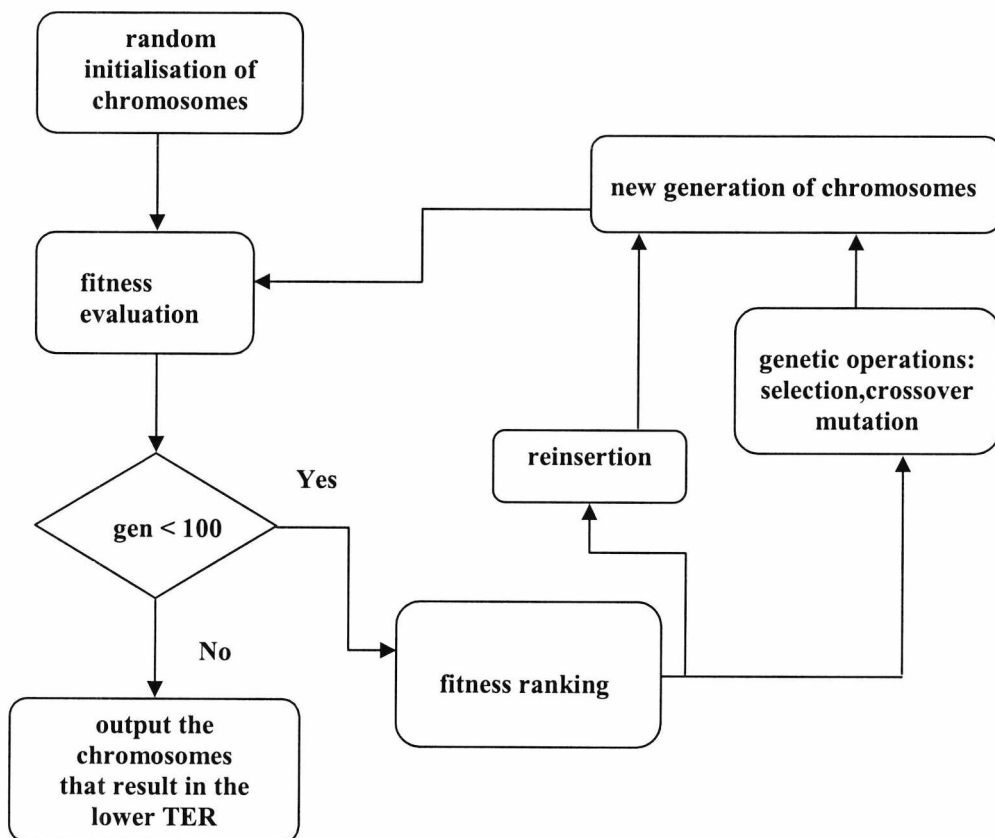 random
initialisation of
chromosomes
new generation of chromosomes
fitness
evaluation
genetic operations:
selection,crossover
mutation
reinsertion
Yes
gen < 100
No
fitness ranking
output the
chromosomes
that result in the
lower TER